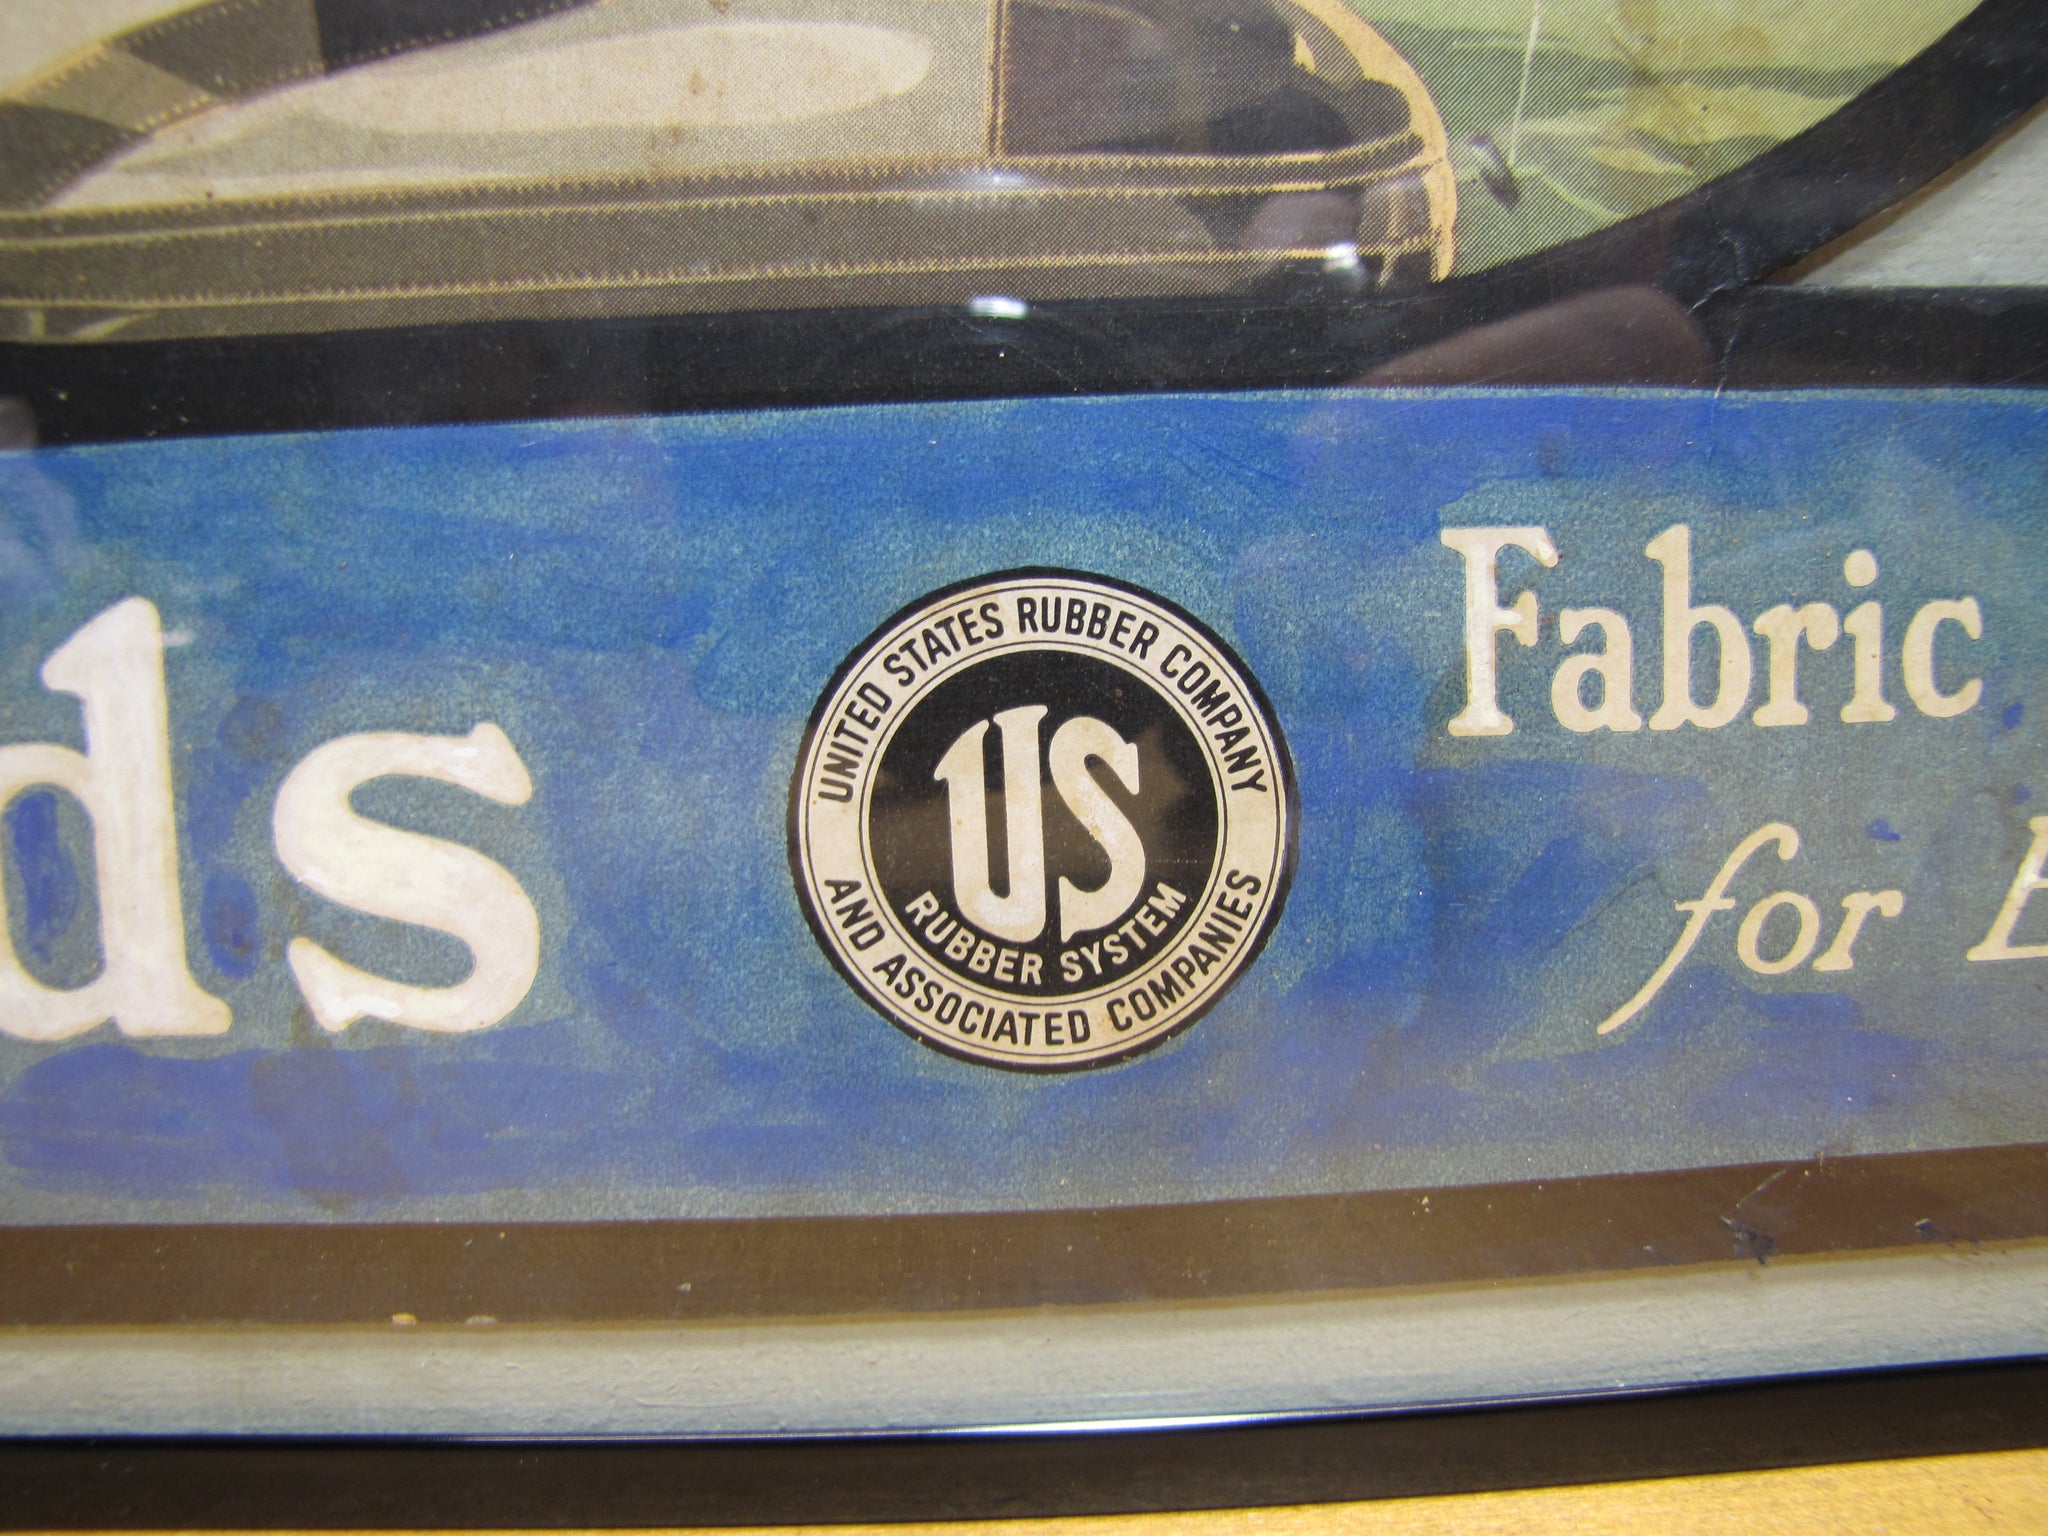 ds
UNITED STATES RUBBER COMPANY
US
RUBBER SYSTEM
AND ASSOCIATED COMPANIES
Fabric
for E